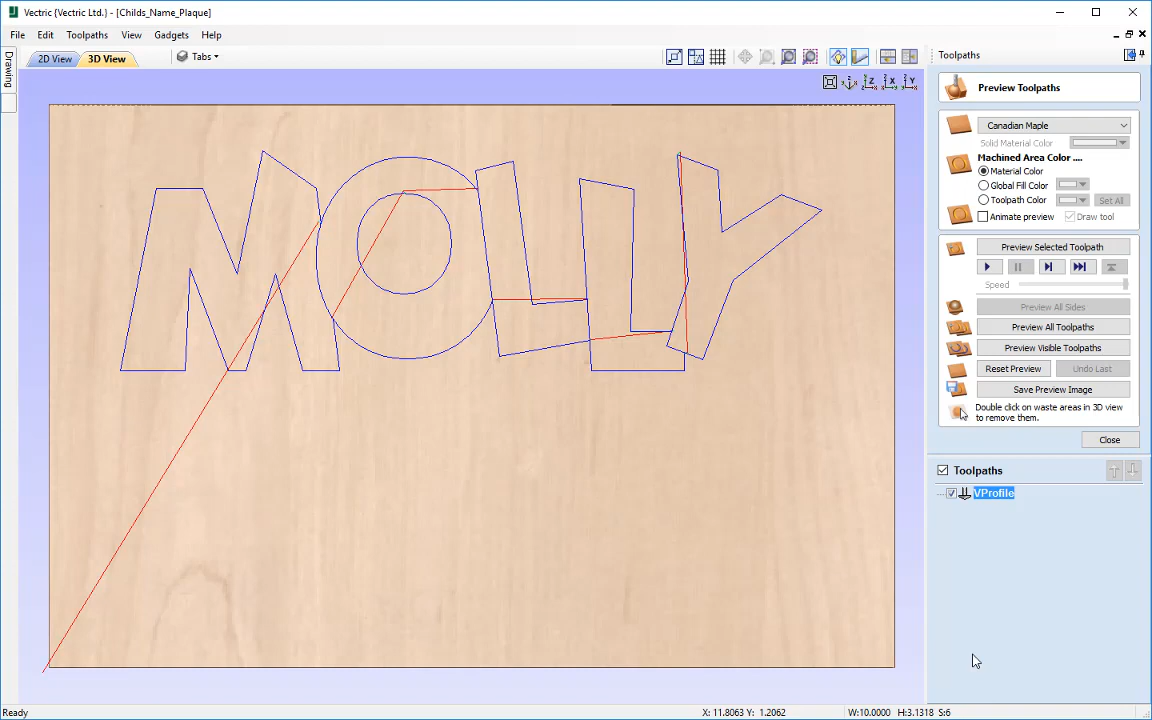 Vectric {Vectric Ltd.} - [Childs_Name_Plaque]
File Edit Toolpaths View Gadgets Help
2D View 3D View Tabs
Drawing
Z X Y
Toolpaths
Preview Toolpaths
Canadian Maple
Solid Material Color
Machined Area Color ....
Material Color
Global Fill Color
Toolpath Color Set All
Animate preview Draw tool
Preview Selected Toolpath
Speed
Preview All Sides
Preview All Toolpaths
Preview Visible Toolpaths
Reset Preview Undo Last
Save Preview Image
Double click on waste areas in 3D view
to remove them.
Close
Toolpaths
VProfile
MOLLY
Ready X: 11.8063 Y: 1.2062 W:10.0000 H:3.1318 S:6